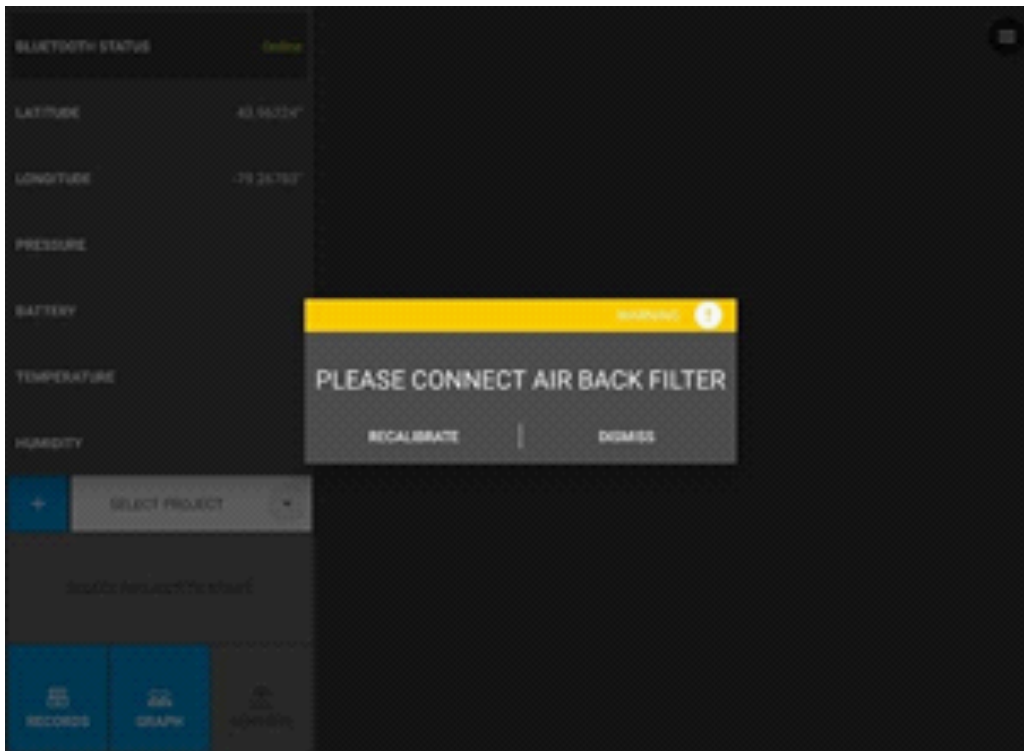 BLUETOOTH STATUS Online
LATITUDE
LONGITUDE
PRESSURE
BATTERY
WARNING !
TEMPERATURE
PLEASE CONNECT AIR BACK FILTER
RECALIBRATE | DISMISS
HUMIDITY
+ SELECT PROJECT
RECORDS GRAPH